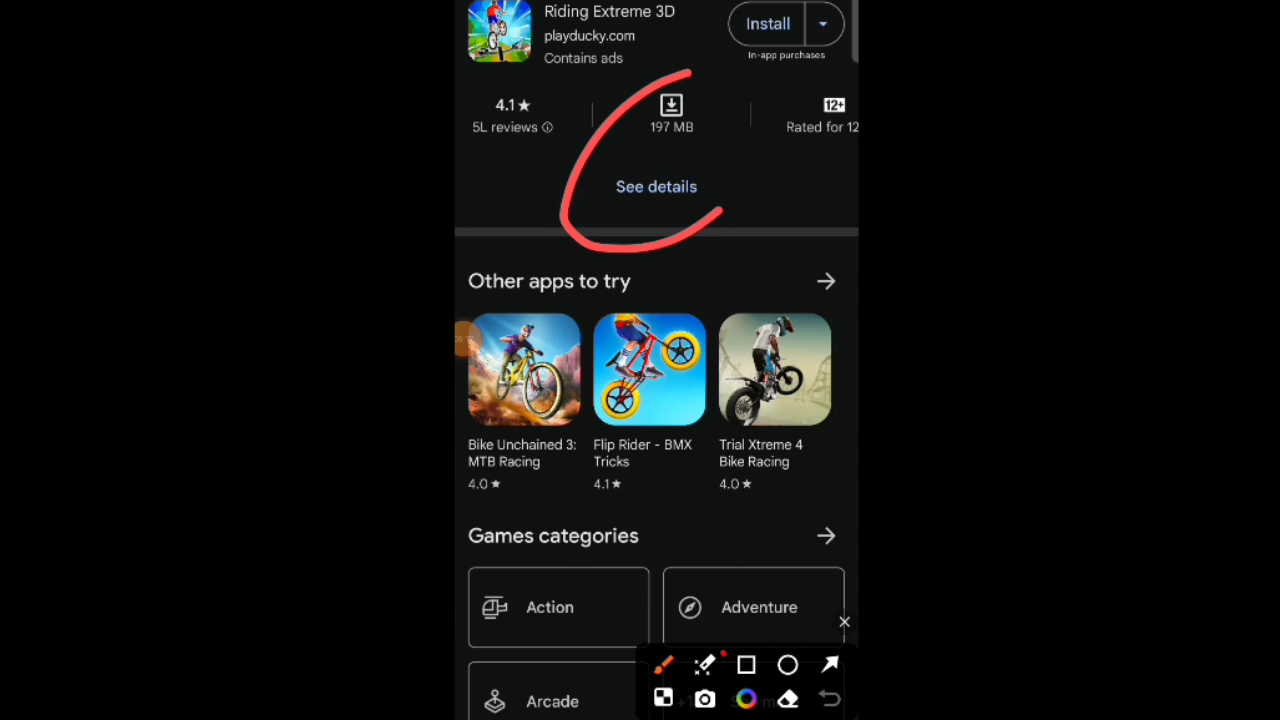 Riding Extreme 3D
playducky.com
Contains ads
Install
In-app purchases
4.1★
5L reviews
197 MB
12+
Rated for 12
See details
Other apps to try
Bike Unchained 3:
MTB Racing
4.0★
Flip Rider - BMX
Tricks
4.1★
Trial Xtreme 4
Bike Racing
4.0★
Games categories
Action
Adventure
Arcade